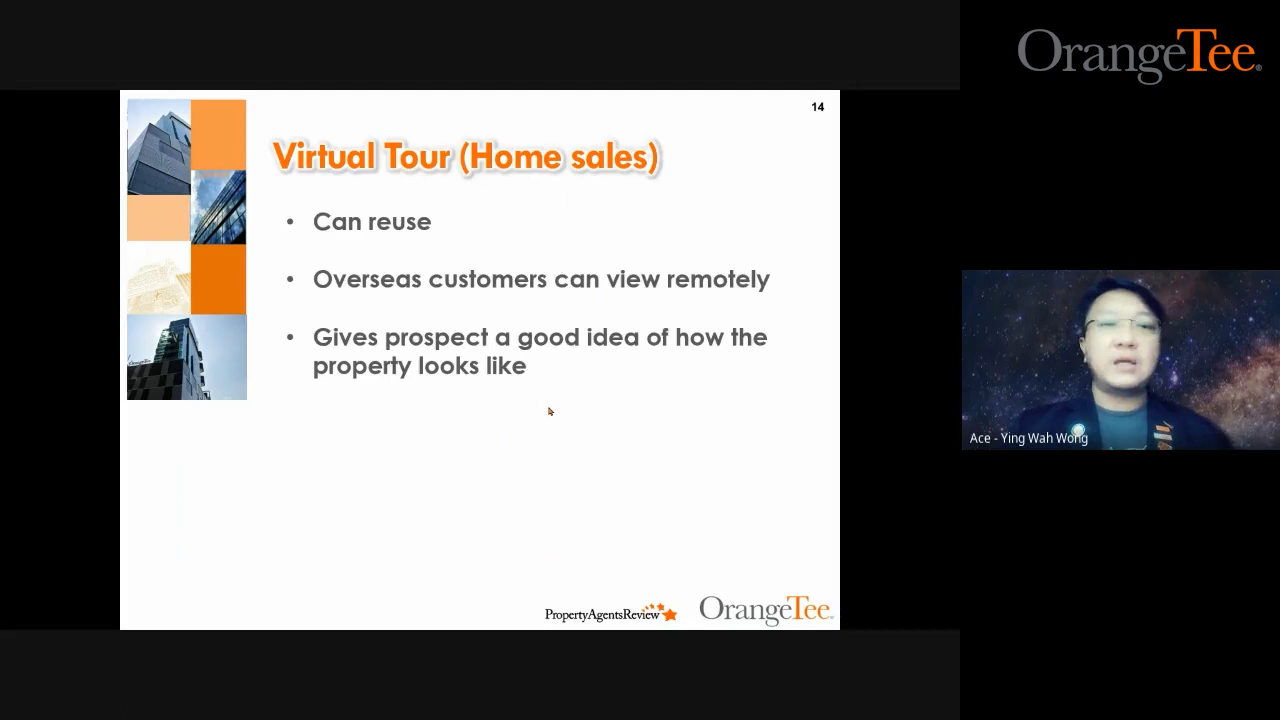 OrangeTee
14
Virtual Tour (Home sales)
• Can reuse
• Overseas customers can view remotely
• Gives prospect a good idea of how the
property looks like
Ace - Ying Wah Wong
PropertyAgentsReview
OrangeTee